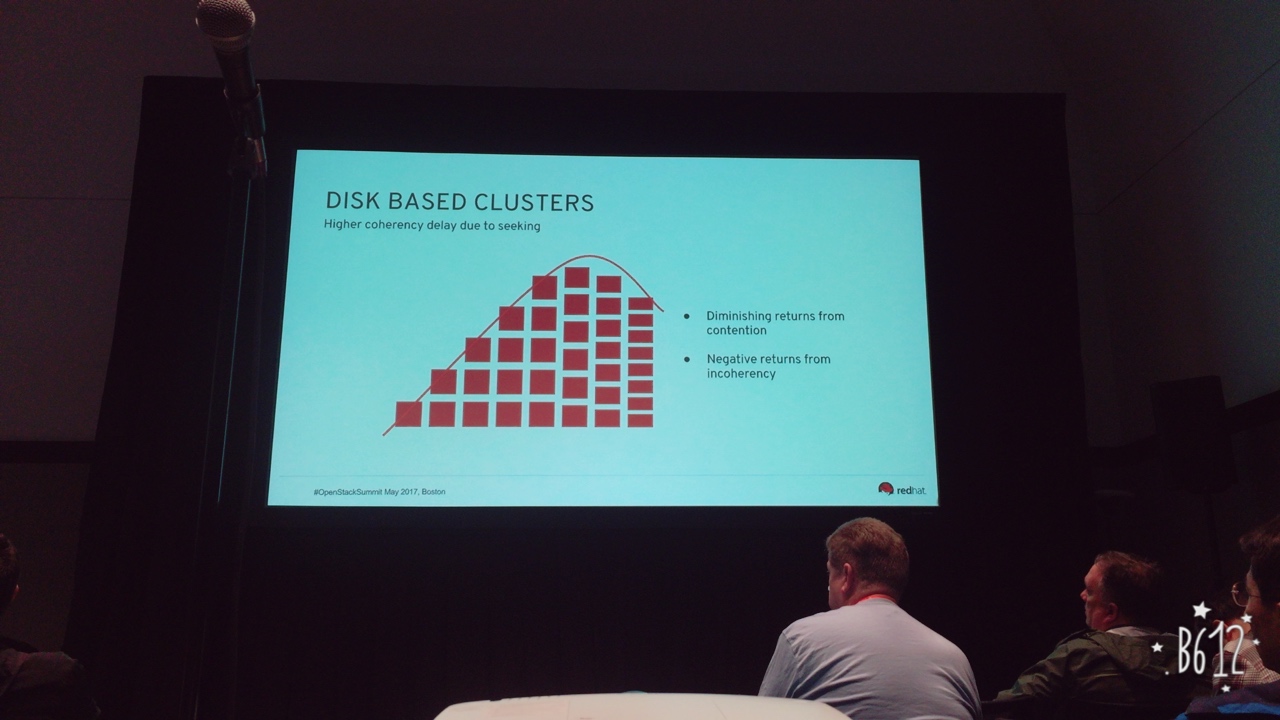 DISK BASED CLUSTERS
Higher coherency delay due to seeking
● Diminishing returns from
contention
● Negative returns from
incoherency
#OpenStackSummit May 2017, Boston
redhat.
B612